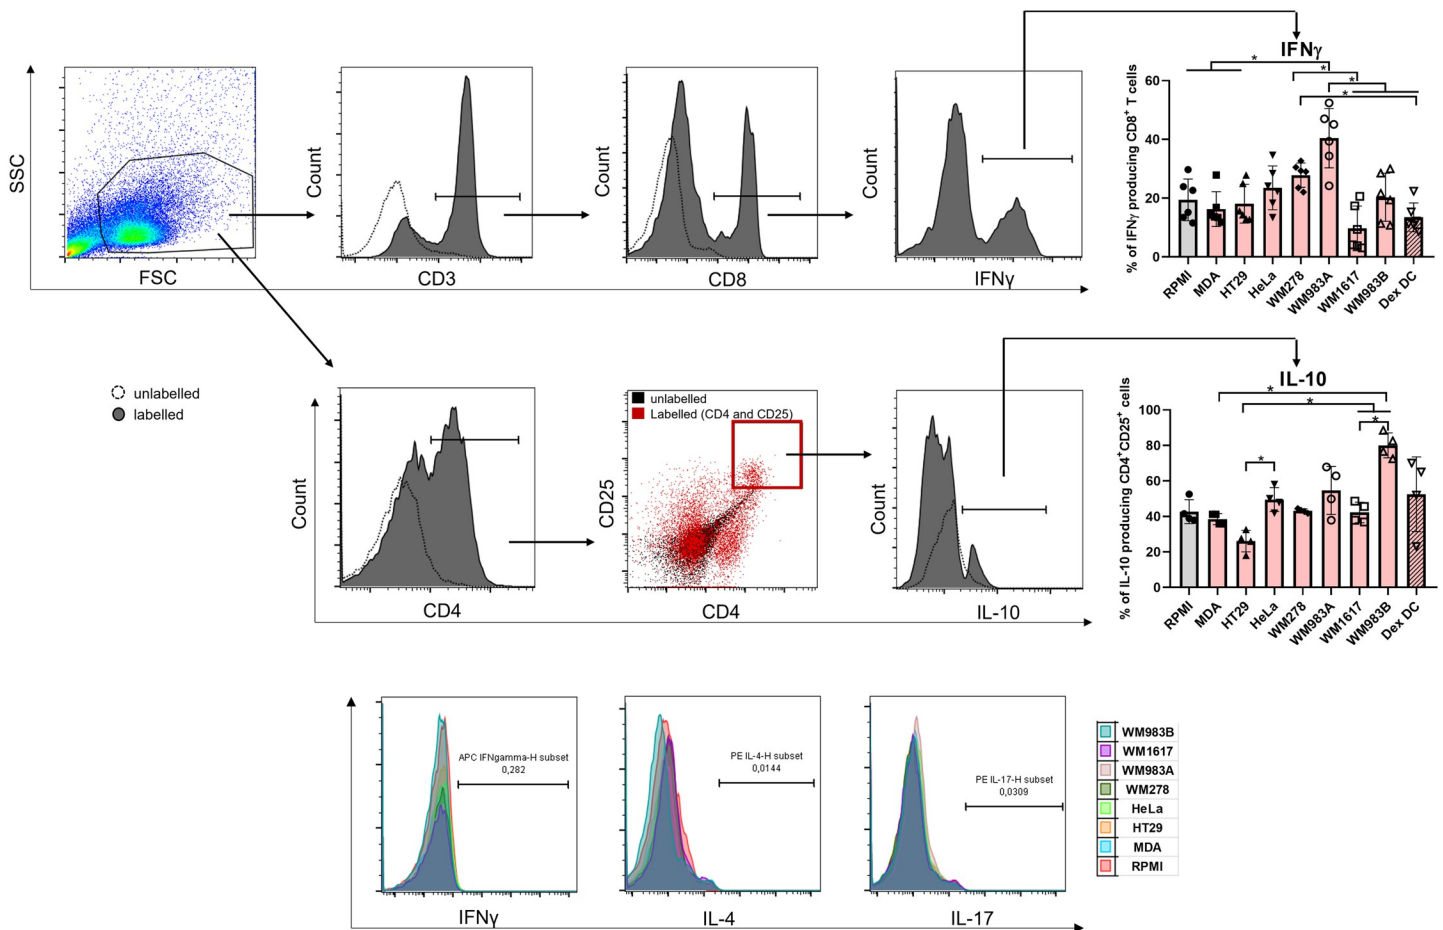 SSC
FSC
Count
CD3
Count
CD8
Count
IFNγ
IFNγ
*
*
*
*
% of IFNγ producing CD8⁺ T cells
60
40
20
0
RPMI
MDA
HT29
HeLa
WM278
WM983A
WM1617
WM983B
Dex DC
unlabelled
labelled
Count
CD4
unlabelled
Labelled (CD4 and CD25)
CD25
CD4
Count
IL-10
IL-10
*
*
*
*
% of IL-10 producing CD4⁺CD25⁺ cells
100
80
60
40
20
0
RPMI
MDA
HT29
HeLa
WM278
WM983A
WM1617
WM983B
Dex DC
APC IFNgamma-H subset
0,282
IFNγ
PE IL-4-H subset
0,0144
IL-4
PE IL-17-H subset
0,0309
IL-17
WM983B
WM1617
WM983A
WM278
HeLa
HT29
MDA
RPMI